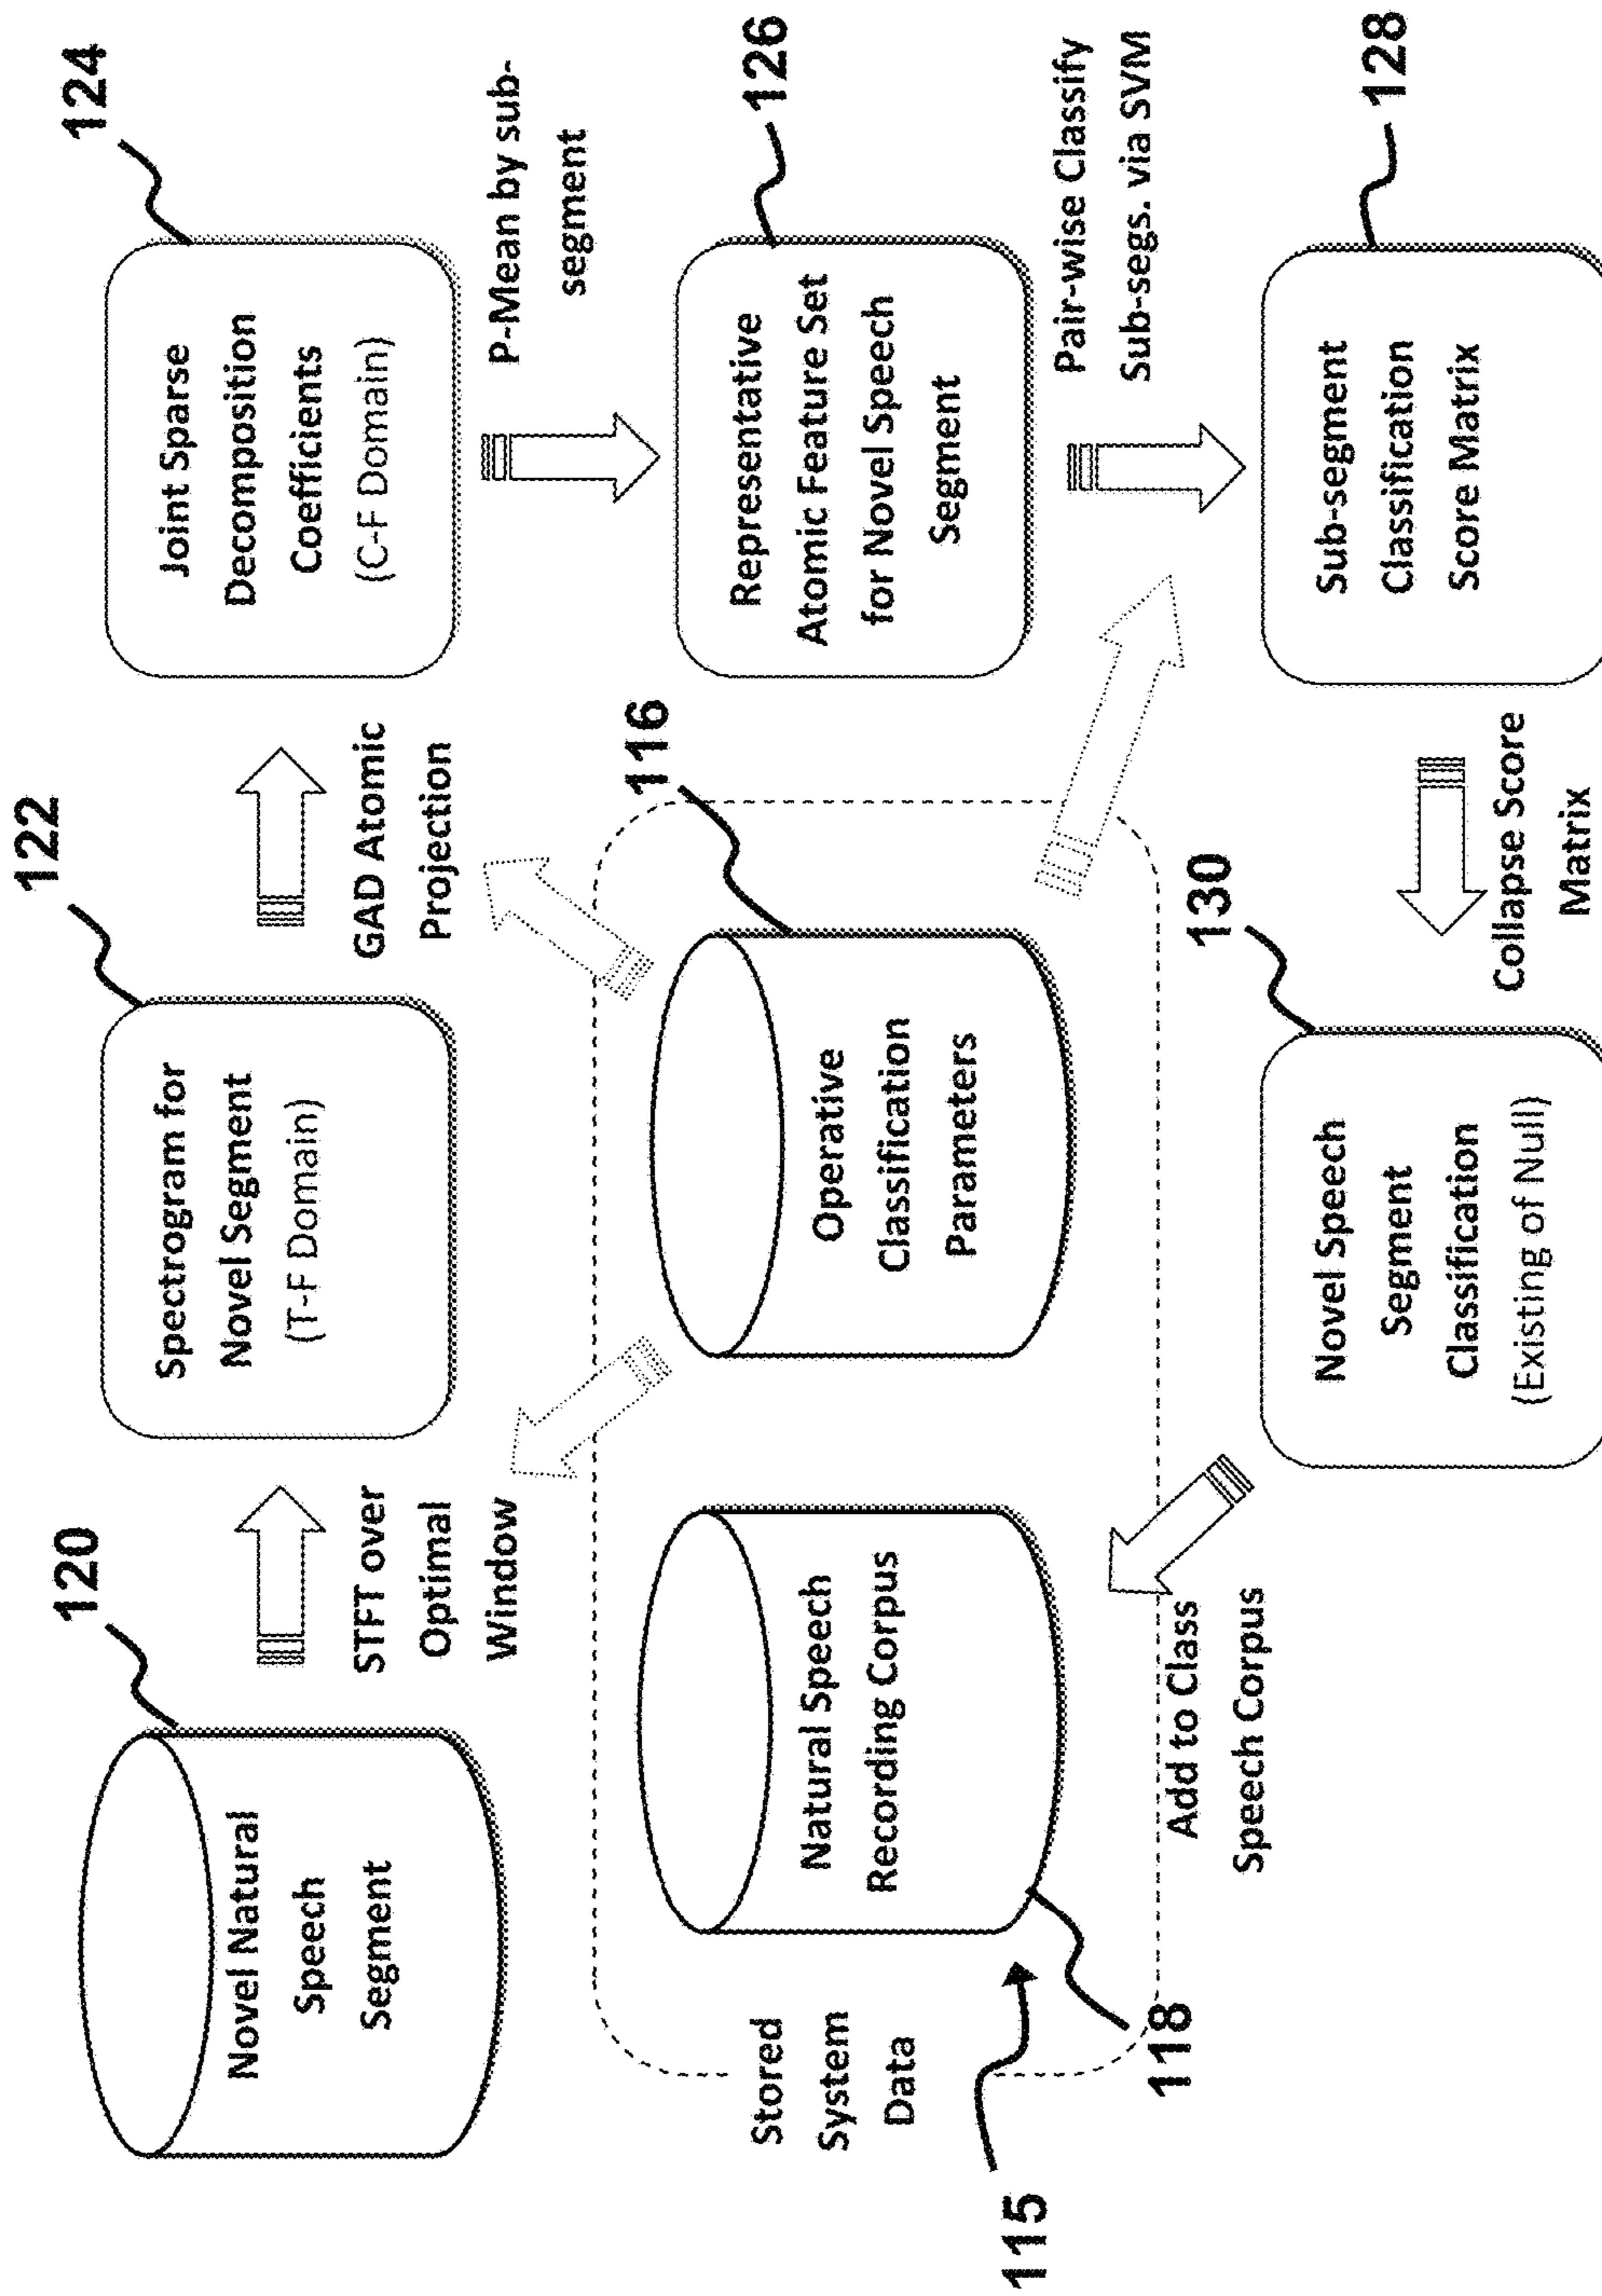 120
Novel Natural
Speech
Segment
STFT over
Optimal
Window
122
Spectrogram for
Novel Segment
(T-F Domain)
GAD Atomic
Projection
124
Joint Sparse
Decomposition
Coefficients
(C-F Domain)
P-Mean by sub-
segment
Stored
System
Data
115
118
Natural Speech
Recording Corpus
116
Operative
Classification
Parameters
126
Representative
Atomic Feature Set
for Novel Speech
Segment
Pair-wise Classify
Sub-segs. via SVM
Add to Class
Speech Corpus
130
Novel Speech
Segment
Classification
(Existing of Null)
Collapse Score
Matrix
128
Sub-segment
Classification
Score Matrix